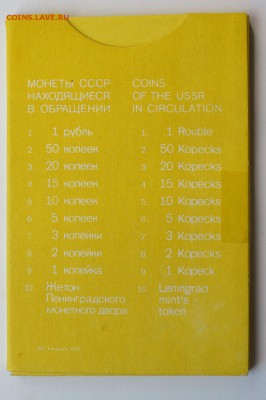 COINS.LAVE.RU
МОНЕТЫ СССР
НАХОДЯЩИЕСЯ
В ОБРАЩЕНИИ
1. 1 рубль
2. 50 копеек
3. 20 копеек
4. 15 копеек
5. 10 копеек
6. 5 копеек
7. 3 копейки
8. 2 копейки
9. 1 копейка
10. Жетон
Ленинградского
монетного двора
COINS
OF THE USSR
IN CIRCULATION
1. 1 Rouble
2. 50 Kopecks
3. 20 Kopecks
4. 15 Kopecks
5. 10 Kopecks
6. 5 Kopecks
7. 3 Kopecks
8. 2 Kopecks
9. 1 Kopeck
10. Leningrad
mint's
token